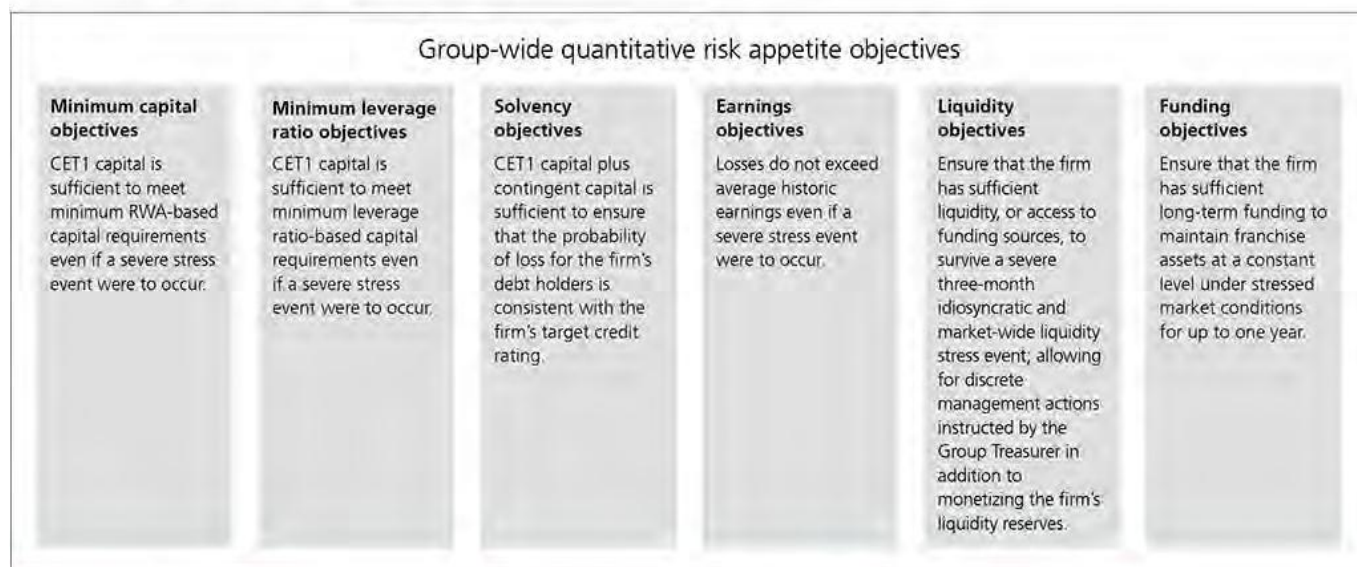 Group-wide quantitative risk appetite objectives
Minimum capital
objectives
CET1 capital is
sufficient to meet
minimum RWA-based
capital requirements
even if a severe stress
event were to occur.
Minimum leverage
ratio objectives
CET1 capital is
sufficient to meet
minimum leverage
ratio-based capital
requirements even
if a severe stress
event were to occur.
Solvency
objectives
CET1 capital plus
contingent capital is
sufficient to ensure
that the probability
of loss for the firm's
debt holders is
consistent with the
firm's target credit
rating.
Earnings
objectives
Losses do not exceed
average historic
earnings even if a
severe stress event
were to occur.
Liquidity
objectives
Ensure that the firm
has sufficient
liquidity, or access to
funding sources, to
survive a severe
three-month
idiosyncratic and
market-wide liquidity
stress event; allowing
for discrete
management actions
instructed by the
Group Treasurer in
addition to
monetizing the firm's
liquidity reserves.
Funding
objectives
Ensure that the firm
has sufficient
long-term funding to
maintain franchise
assets at a constant
level under stressed
market conditions
for up to one year.